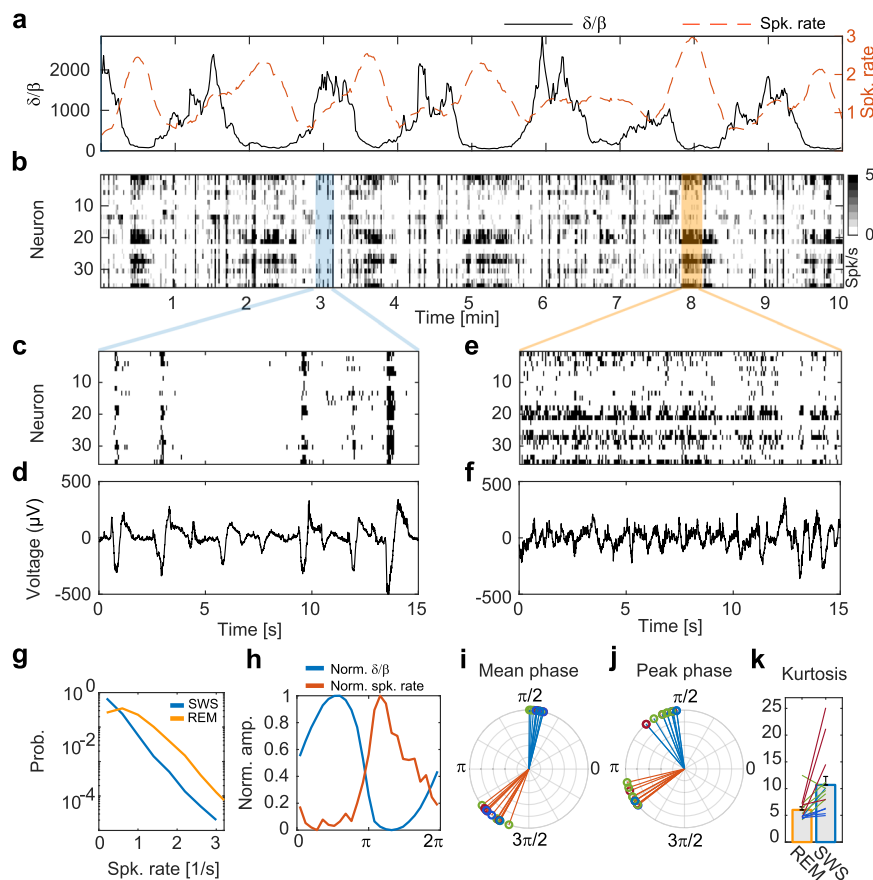 a
δ/β
Spk. rate
δ/β
2000
1000
0
3
2
1
Spk. rate
b
Neuron
10
20
30
5
0
Spk/s
1
2
3
4
5
6
7
8
9
10
Time [min]
c
Neuron
10
20
30
e
10
20
30
d
Voltage (µV)
500
0
-500
0
5
10
15
Time [s]
f
500
0
-500
0
5
10
15
Time [s]
g
Prob.
10⁰
10⁻²
10⁻⁴
SWS
REM
0
1
2
3
Spk. rate [1/s]
h
Norm. δ/β
Norm. spk. rate
Norm. amp.
1
0.8
0.6
0.4
0.2
0
0
π
2π
i
Mean phase
π/2
π
3π/2
j
Peak phase
π/2
π
0
3π/2
0
k
Kurtosis
25
20
15
10
5
0
REM
SWS